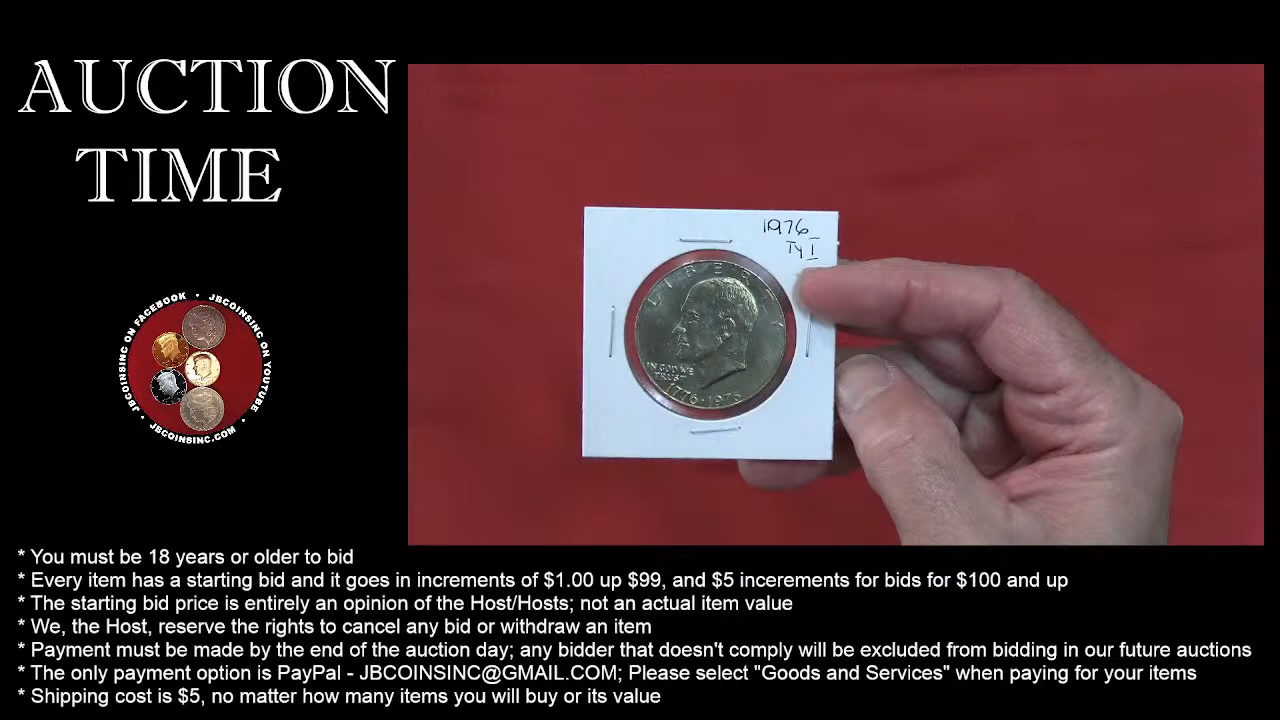 AUCTION
TIME
1976
Ty I
LIBERTY
IN GOD WE
TRUST
1776·1976
JBCOINSINC ON FACEBOOK • JBCOINSINC ON YOUTUBE • JBCOINSINC.COM •
* You must be 18 years or older to bid
* Every item has a starting bid and it goes in increments of $1.00 up $99, and $5 incerements for bids for $100 and up
* The starting bid price is entirely an opinion of the Host/Hosts; not an actual item value
* We, the Host, reserve the rights to cancel any bid or withdraw an item
* Payment must be made by the end of the auction day; any bidder that doesn't comply will be excluded from bidding in our future auctions
* The only payment option is PayPal - JBCOINSINC@GMAIL.COM; Please select "Goods and Services" when paying for your items
* Shipping cost is $5, no matter how many items you will buy or its value